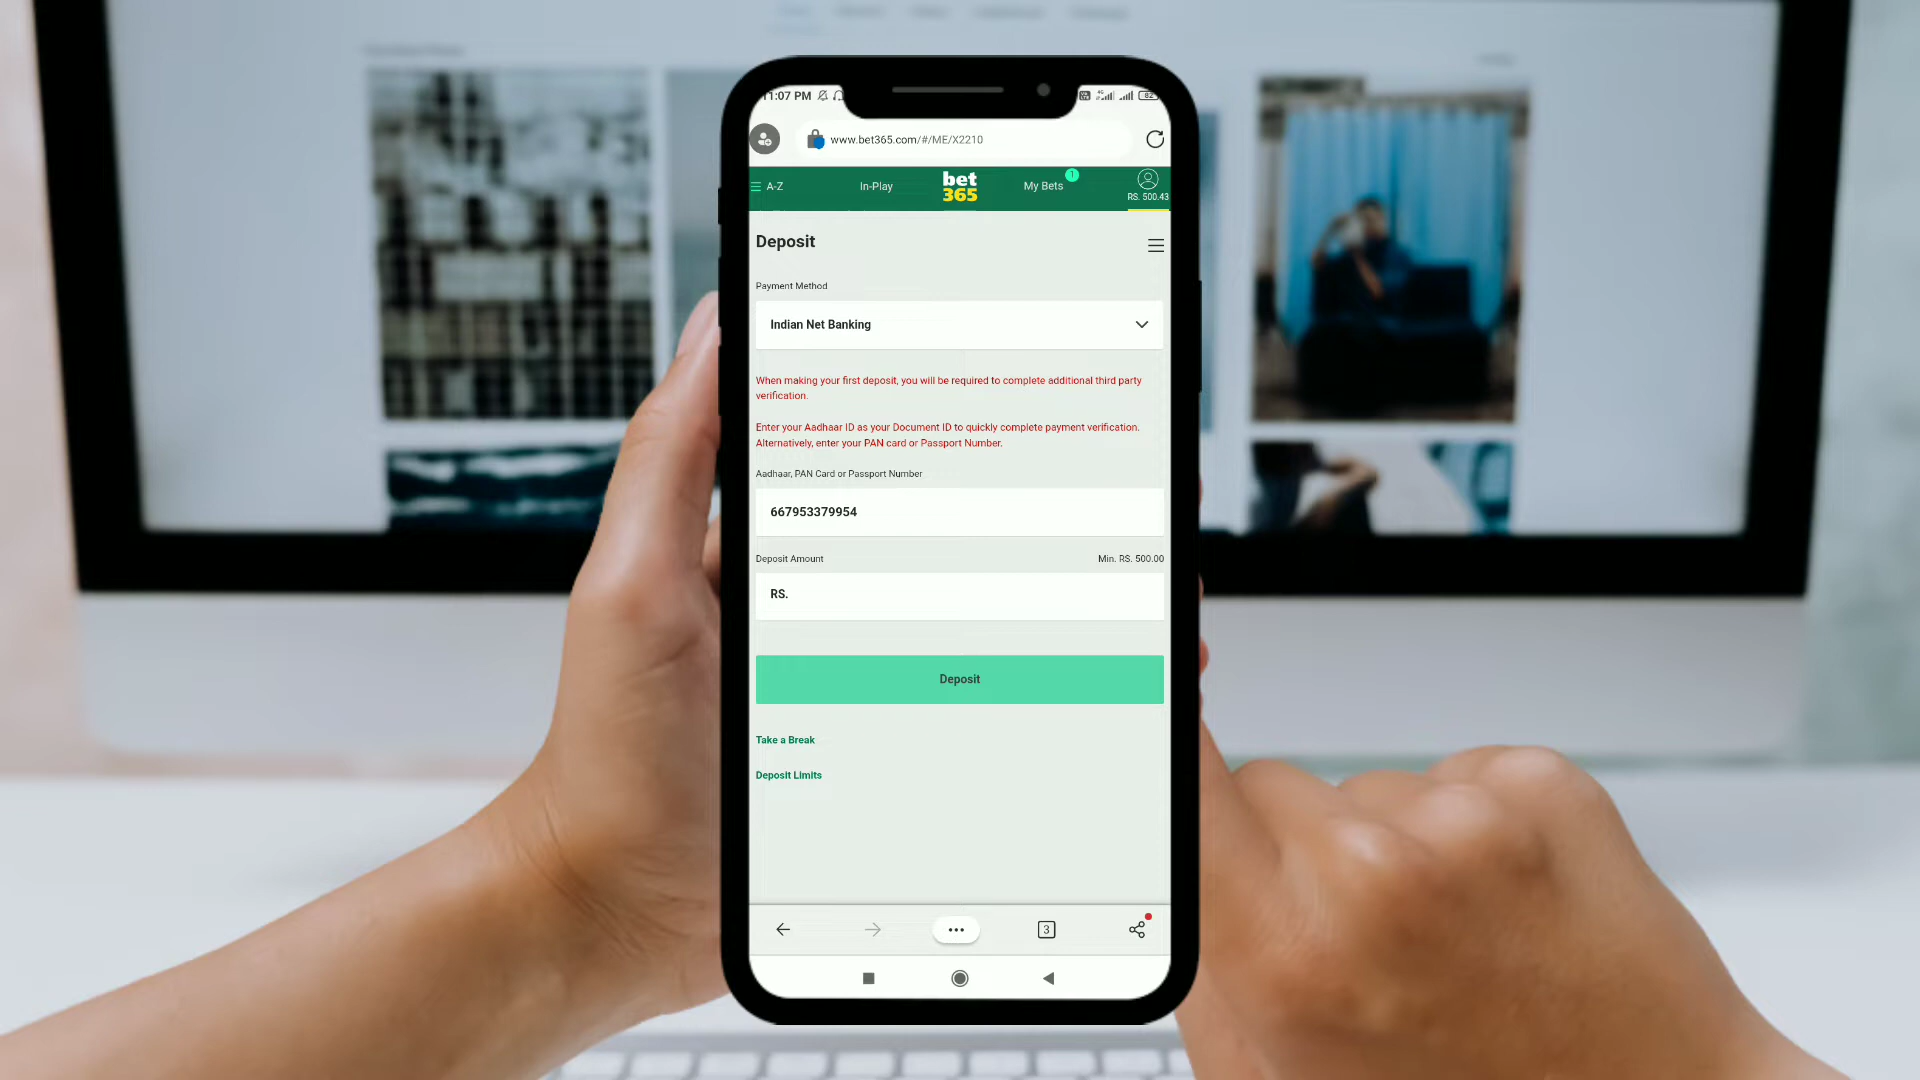 11:07 PM
82
www.bet365.com/#/ME/X2210
A-Z
In-Play
bet
365
My Bets
1
RS. 500.43
Deposit
Payment Method
Indian Net Banking
When making your first deposit, you will be required to complete additional third party
verification.
Enter your Aadhaar ID as your Document ID to quickly complete payment verification.
Alternatively, enter your PAN card or Passport Number.
Aadhaar, PAN Card or Passport Number
667953379954
Deposit Amount
Min. RS. 500.00
RS.
Deposit
Take a Break
Deposit Limits
3